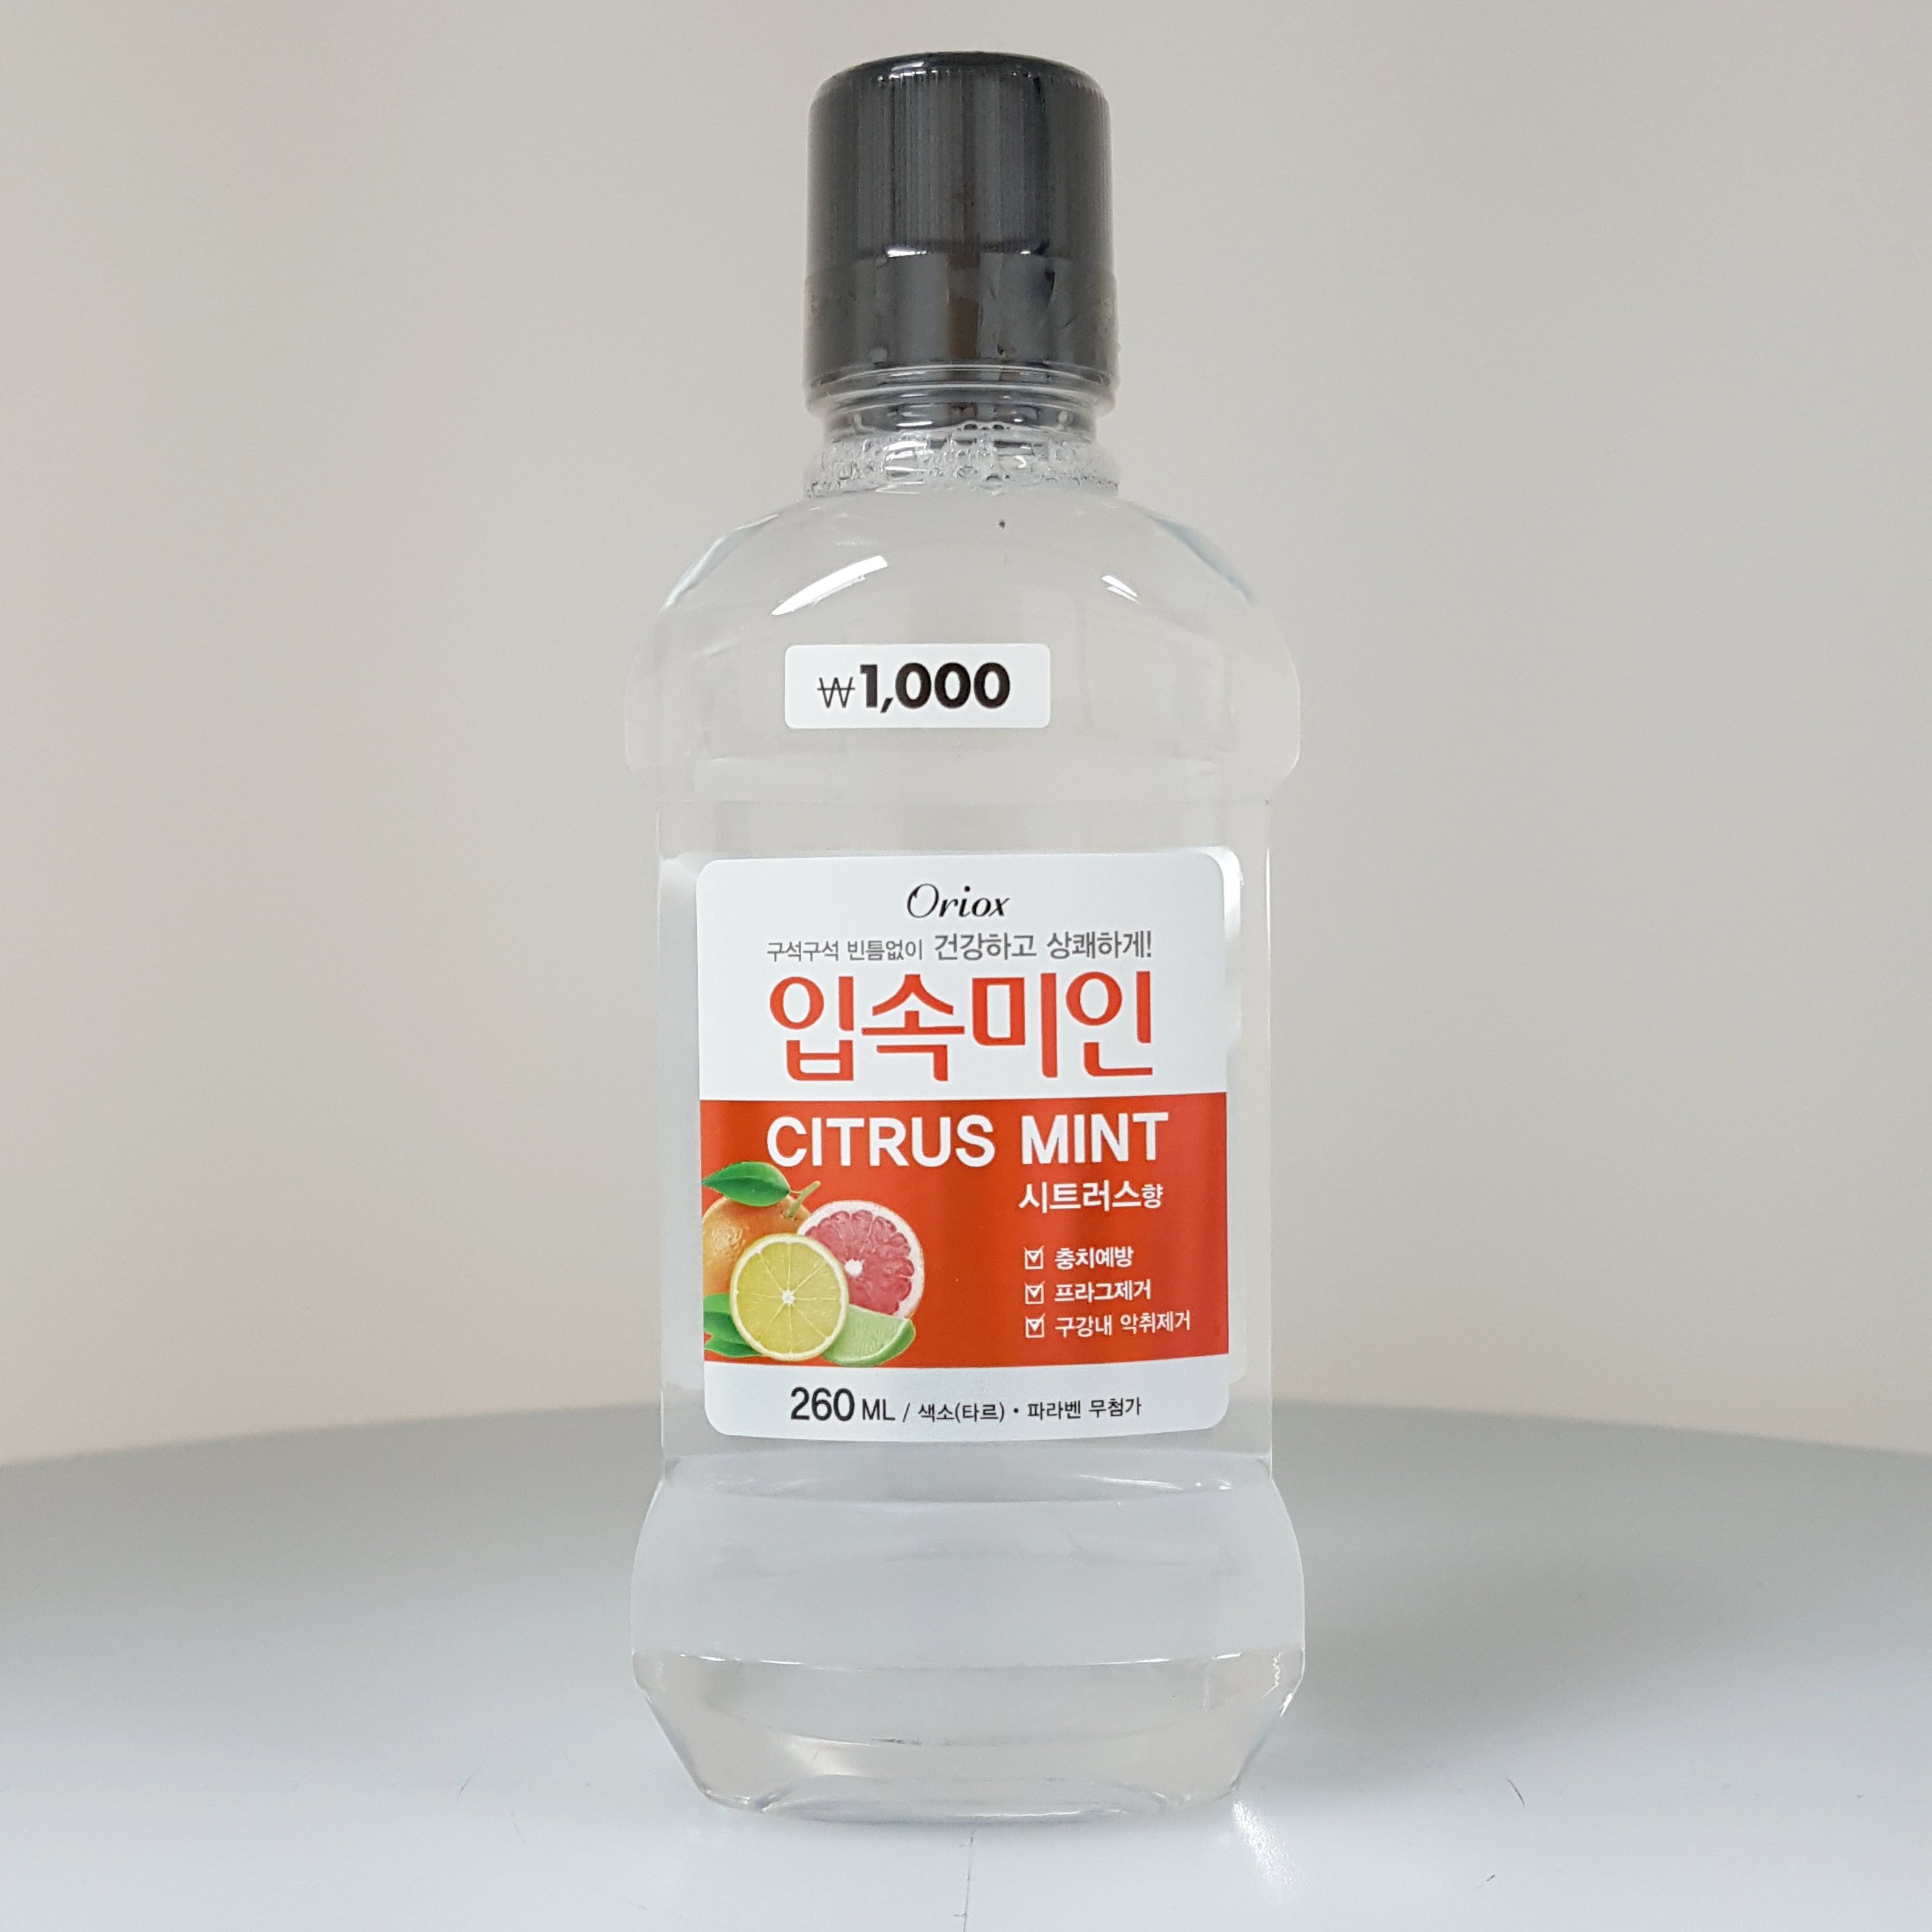 ₩1,000
Oriox
구석구석 빈틈없이 건강하고 상쾌하게!
입속미인
CITRUS MINT
시트러스향
충치예방
프라그제거
구강내 악취제거
260 ML / 색소(타르)・파라벤 무첨가